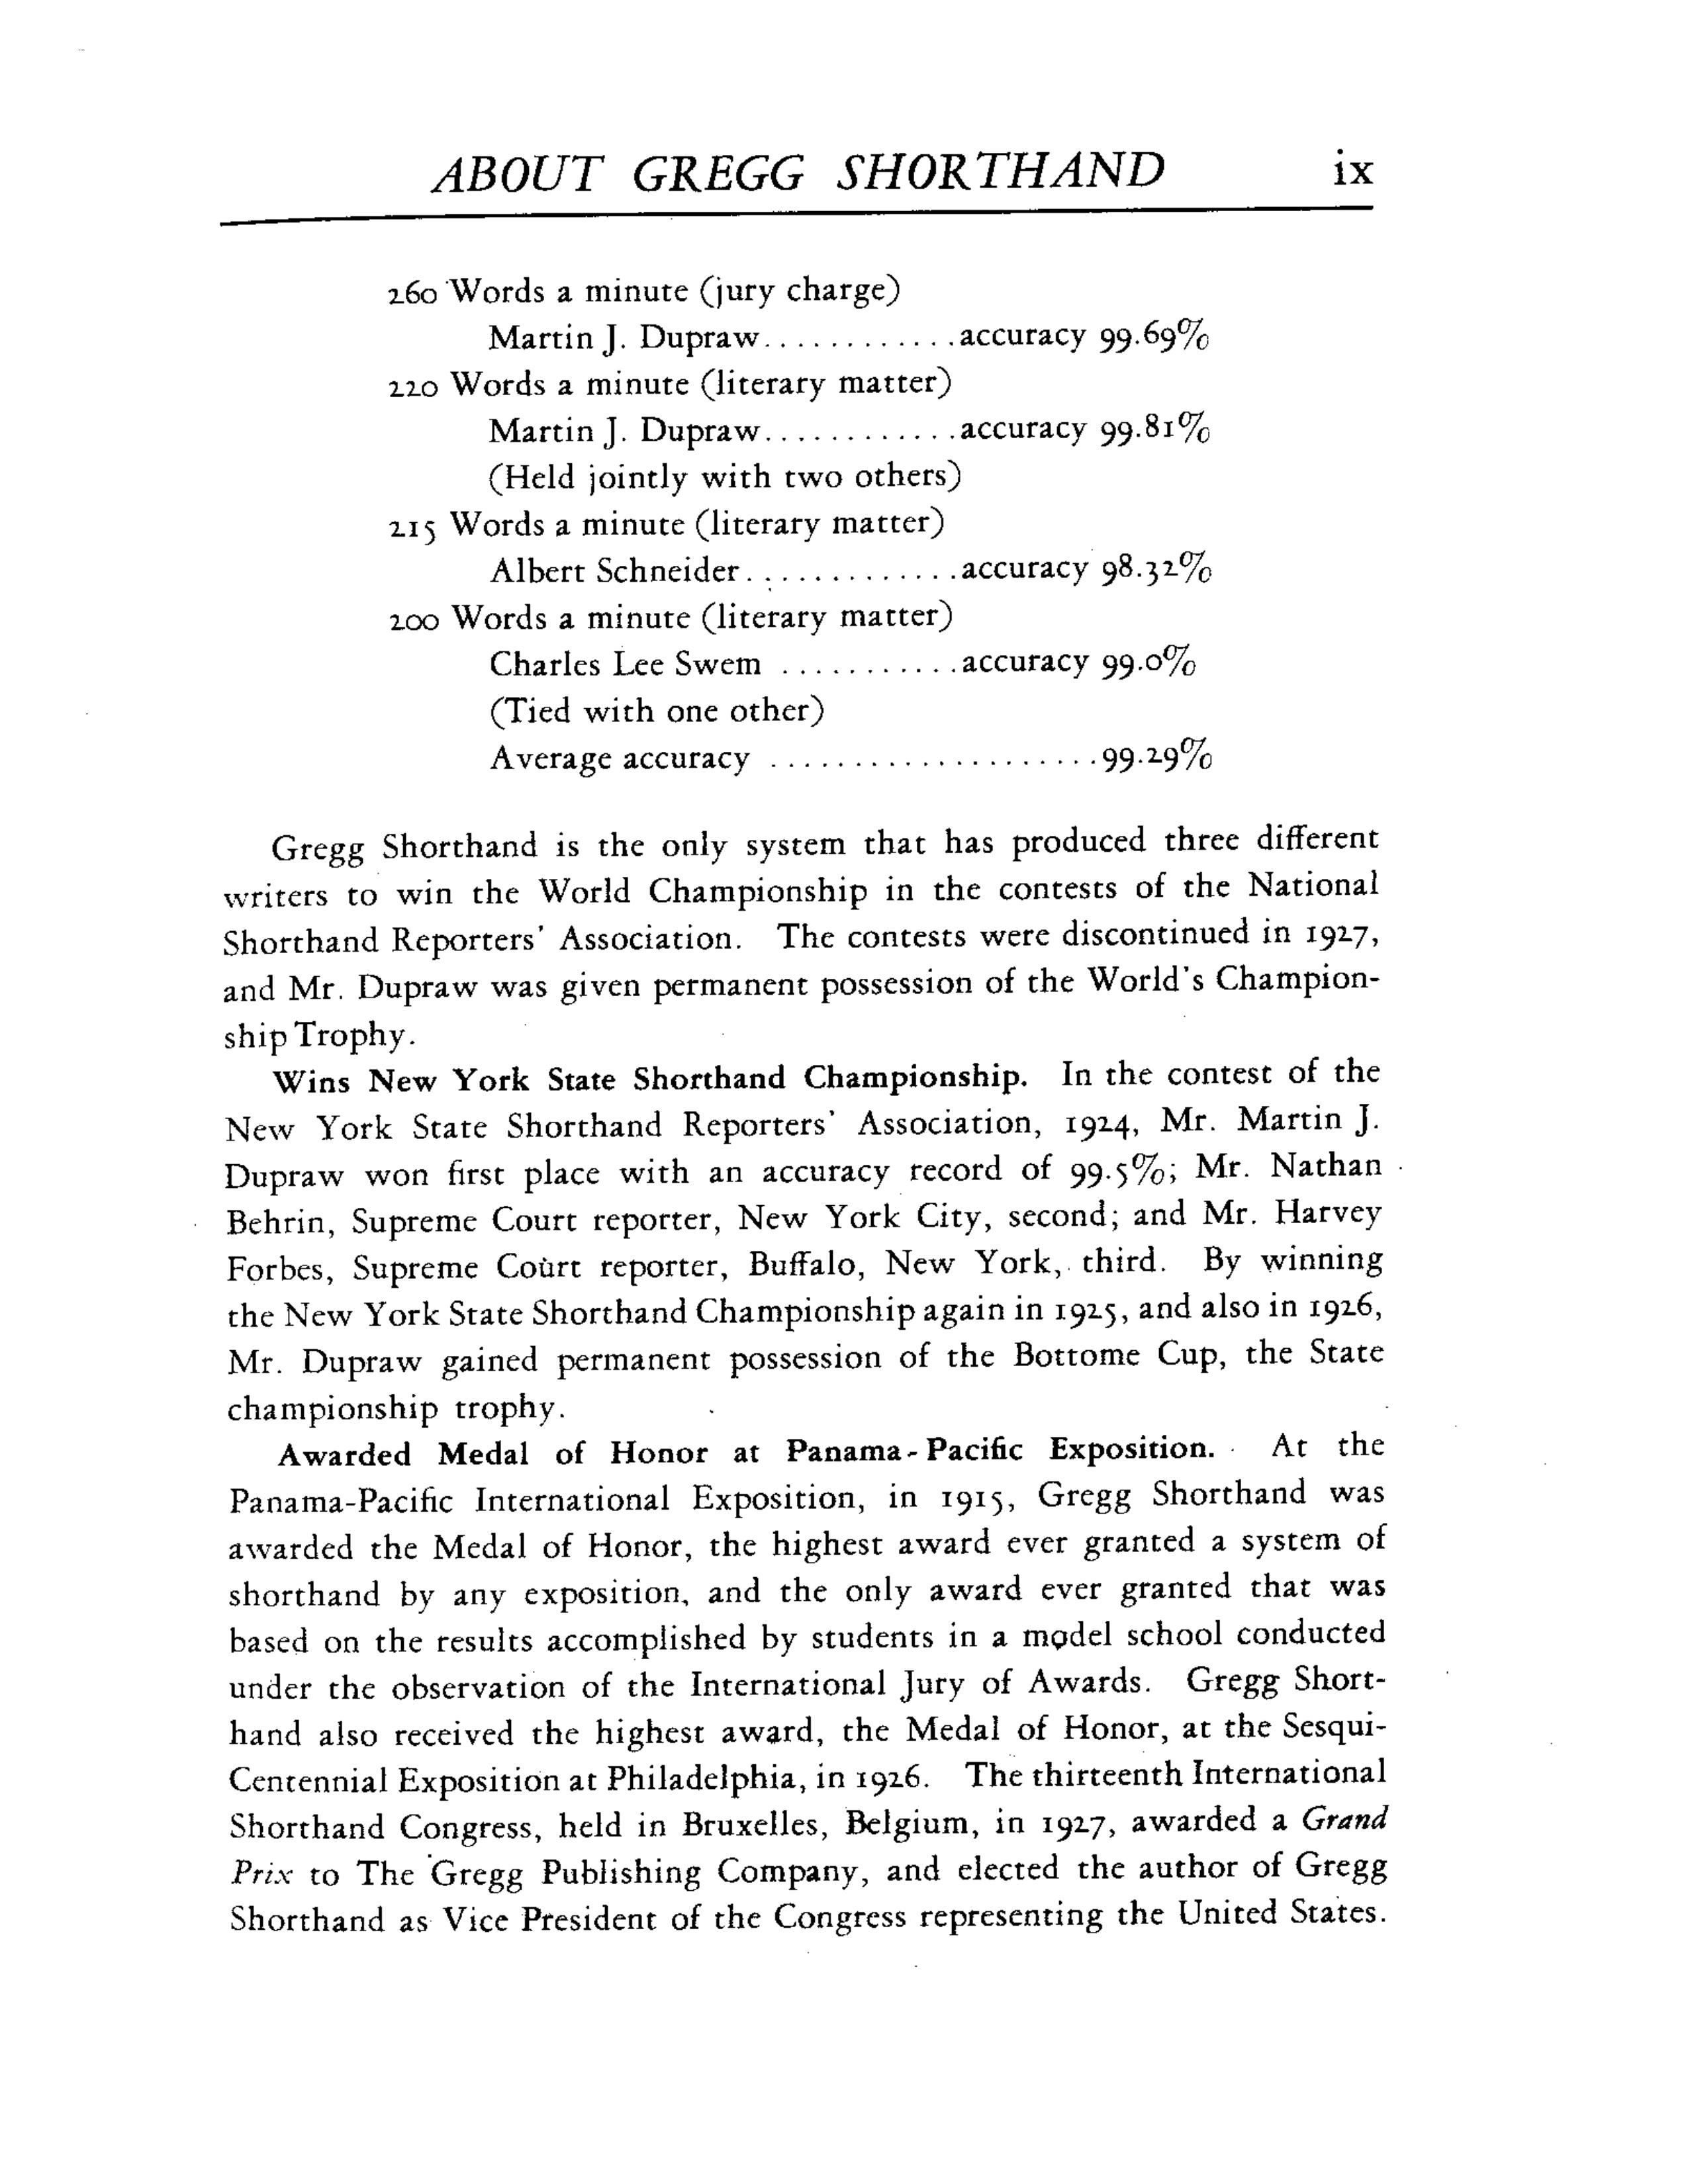 ABOUT GREGG SHORTHAND ix
260 Words a minute (jury charge)
Martin J. Dupraw............accuracy 99.69%
220 Words a minute (literary matter)
Martin J. Dupraw............accuracy 99.81%
(Held jointly with two others)
215 Words a minute (literary matter)
Albert Schneider.............accuracy 98.32%
200 Words a minute (literary matter)
Charles Lee Swem ...........accuracy 99.0%
(Tied with one other)
Average accuracy ....................99.29%
Gregg Shorthand is the only system that has produced three different
writers to win the World Championship in the contests of the National
Shorthand Reporters' Association. The contests were discontinued in 1927,
and Mr. Dupraw was given permanent possession of the World's Champion-
ship Trophy.
Wins New York State Shorthand Championship. In the contest of the
New York State Shorthand Reporters' Association, 1924, Mr. Martin J.
Dupraw won first place with an accuracy record of 99.5%; Mr. Nathan
Behrin, Supreme Court reporter, New York City, second; and Mr. Harvey
Forbes, Supreme Court reporter, Buffalo, New York, third. By winning
the New York State Shorthand Championship again in 1925, and also in 1926,
Mr. Dupraw gained permanent possession of the Bottome Cup, the State
championship trophy.
Awarded Medal of Honor at Panama-Pacific Exposition. At the
Panama-Pacific International Exposition, in 1915, Gregg Shorthand was
awarded the Medal of Honor, the highest award ever granted a system of
shorthand by any exposition, and the only award ever granted that was
based on the results accomplished by students in a model school conducted
under the observation of the International Jury of Awards. Gregg Short-
hand also received the highest award, the Medal of Honor, at the Sesqui-
Centennial Exposition at Philadelphia, in 1926. The thirteenth International
Shorthand Congress, held in Bruxelles, Belgium, in 1927, awarded a Grand
Prix to The Gregg Publishing Company, and elected the author of Gregg
Shorthand as Vice President of the Congress representing the United States.